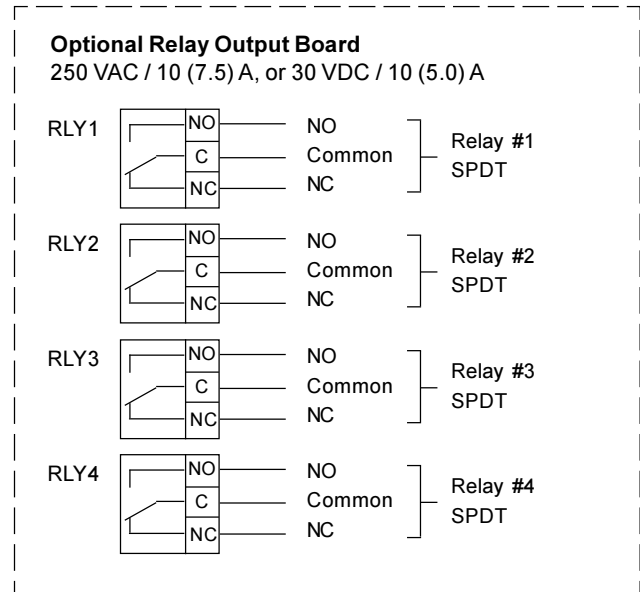 Optional Relay Output Board
250 VAC / 10 (7.5) A, or 30 VDC / 10 (5.0) A
RLY1 NO NO
C Common
NC NC
Relay #1
SPDT
RLY2 NO NO
C Common
NC NC
Relay #2
SPDT
RLY3 NO NO
C Common
NC NC
Relay #3
SPDT
RLY4 NO NO
C Common
NC NC
Relay #4
SPDT